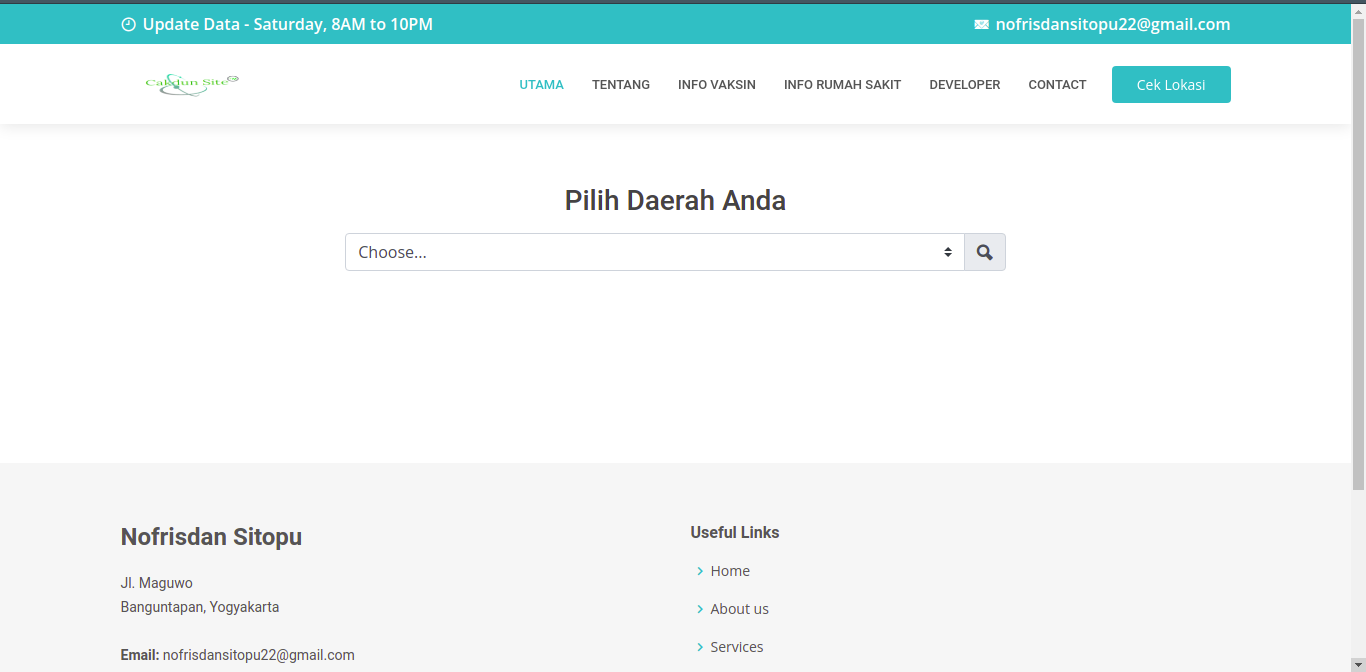 Update Data - Saturday, 8AM to 10PM
nofrisdansitopu22@gmail.com
UTAMA
TENTANG
INFO VAKSIN
INFO RUMAH SAKIT
DEVELOPER
CONTACT
Cek Lokasi
Pilih Daerah Anda
Choose...
Nofrisdan Sitopu
Jl. Maguwo
Banguntapan, Yogyakarta
Email: nofrisdansitopu22@gmail.com
Useful Links
Home
About us
Services